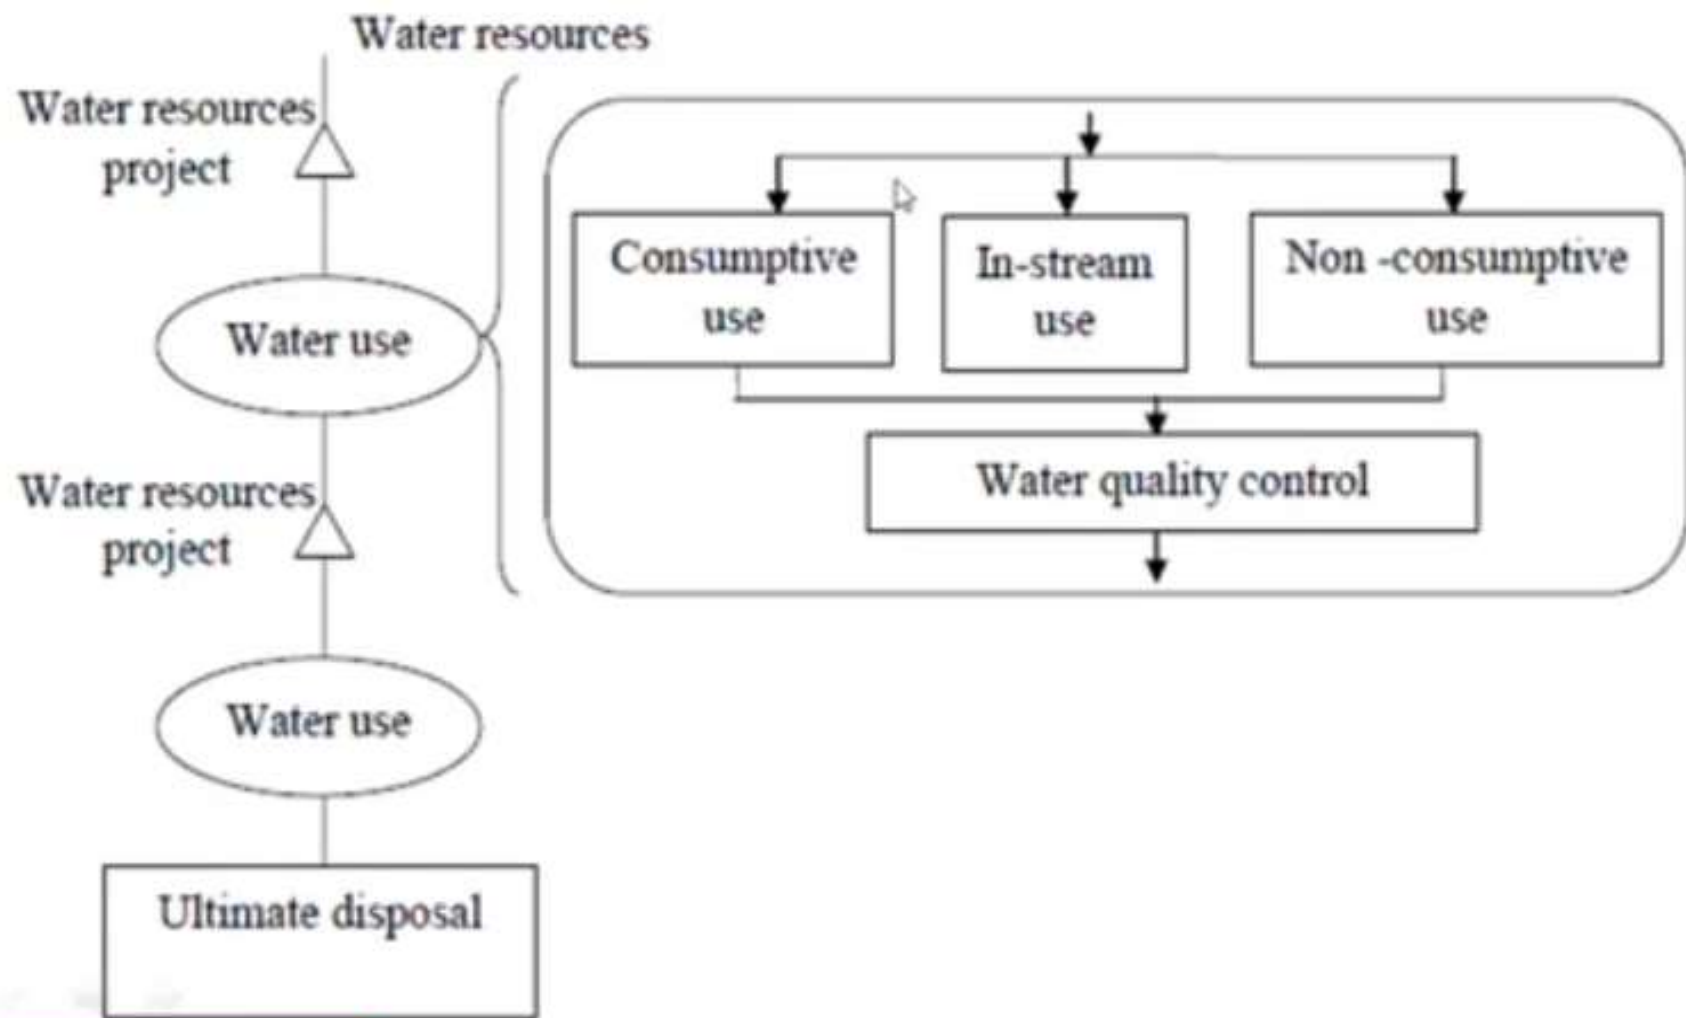 Water resources
Water resources
project
Water use
Water resources
project
Water use
Ultimate disposal
Consumptive
use
In-stream
use
Non -consumptive
use
Water quality control